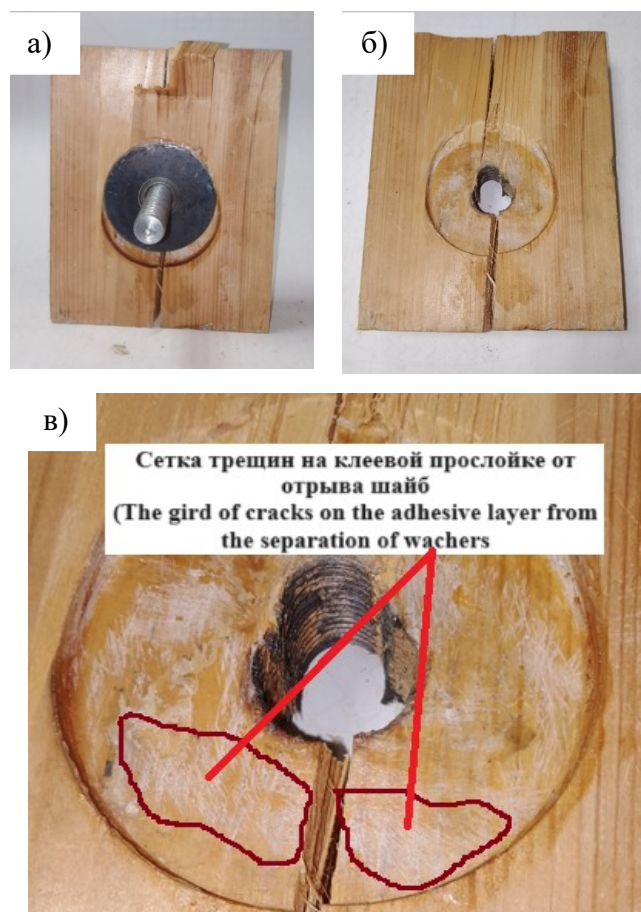 а)
б)
в)
Сетка трещин на клеевой прослойке от
отрыва шайб
(The gird of cracks on the adhesive layer from
the separation of wachers